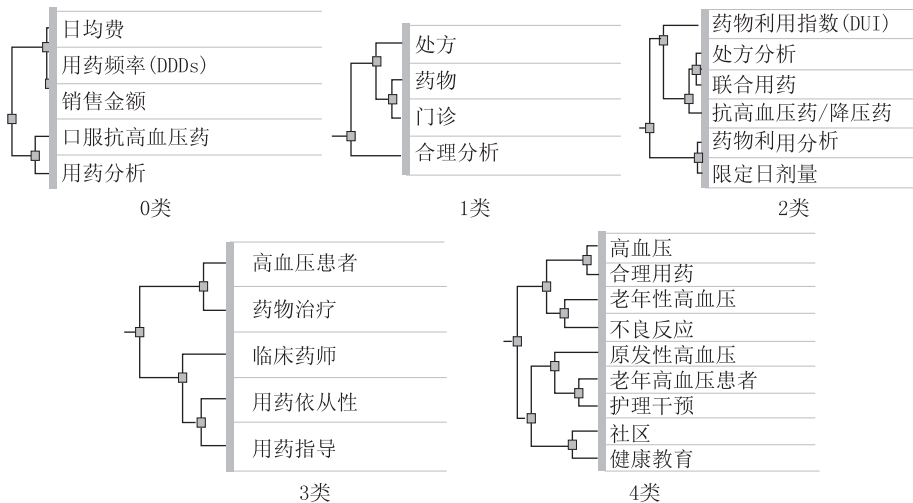 日均费
用药频率(DDDs)
销售金额
口服抗高血压药
用药分析
0类
处方
药物
门诊
合理分析
1类
药物利用指数(DUI)
处方分析
联合用药
抗高血压药/降压药
药物利用分析
限定日剂量
2类
高血压患者
药物治疗
临床药师
用药依从性
用药指导
3类
高血压
合理用药
老年性高血压
不良反应
原发性高血压
老年高血压患者
护理干预
社区
健康教育
4类